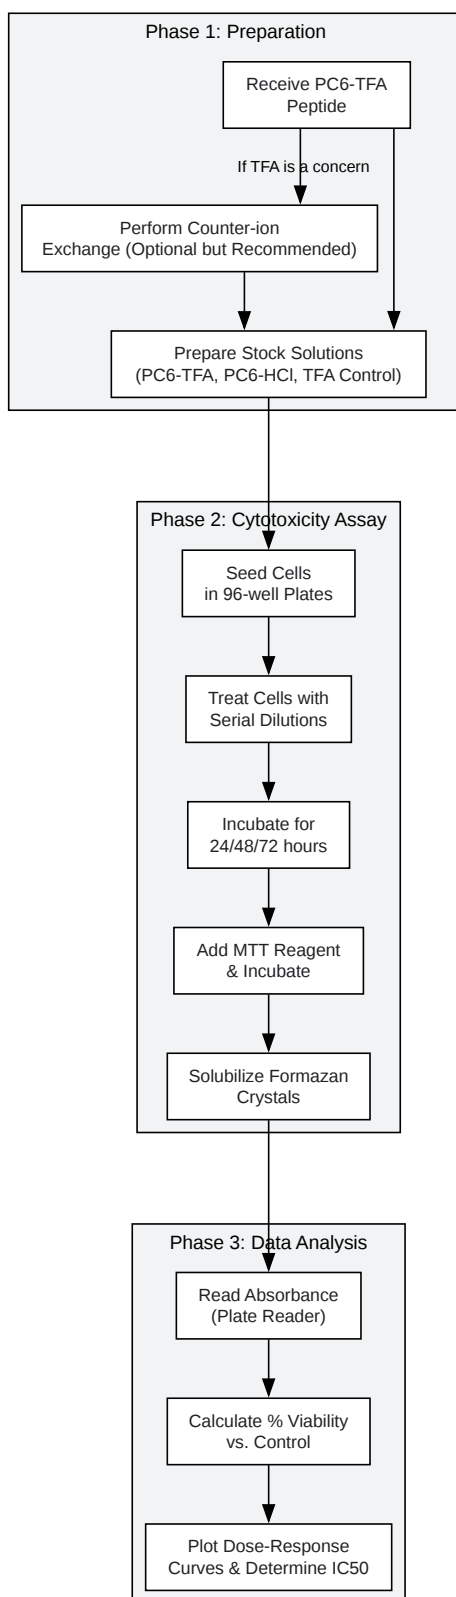 Phase 1: Preparation
Receive PC6-TFA
Peptide
If TFA is a concern
Perform Counter-ion
Exchange (Optional but Recommended)
Prepare Stock Solutions
(PC6-TFA, PC6-HCl, TFA Control)
Phase 2: Cytotoxicity Assay
Seed Cells
in 96-well Plates
Treat Cells with
Serial Dilutions
Incubate for
24/48/72 hours
Add MTT Reagent
& Incubate
Solubilize Formazan
Crystals
Phase 3: Data Analysis
Read Absorbance
(Plate Reader)
Calculate % Viability
vs. Control
Plot Dose-Response
Curves & Determine IC50